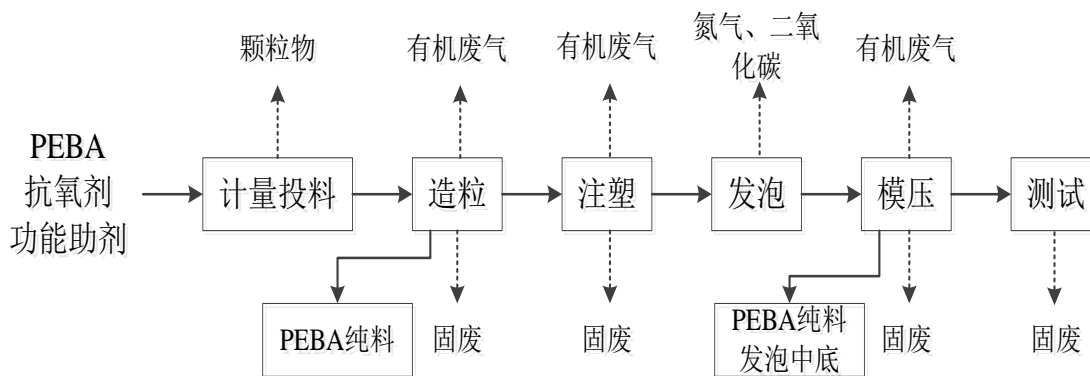 颗粒物
有机废气
有机废气
氮气、二氧
化碳
有机废气
PEBA
抗氧剂
功能助剂
计量投料
造粒
注塑
发泡
模压
测试
PEBA纯料
固废
固废
PEBA纯料
发泡中底
固废
固废